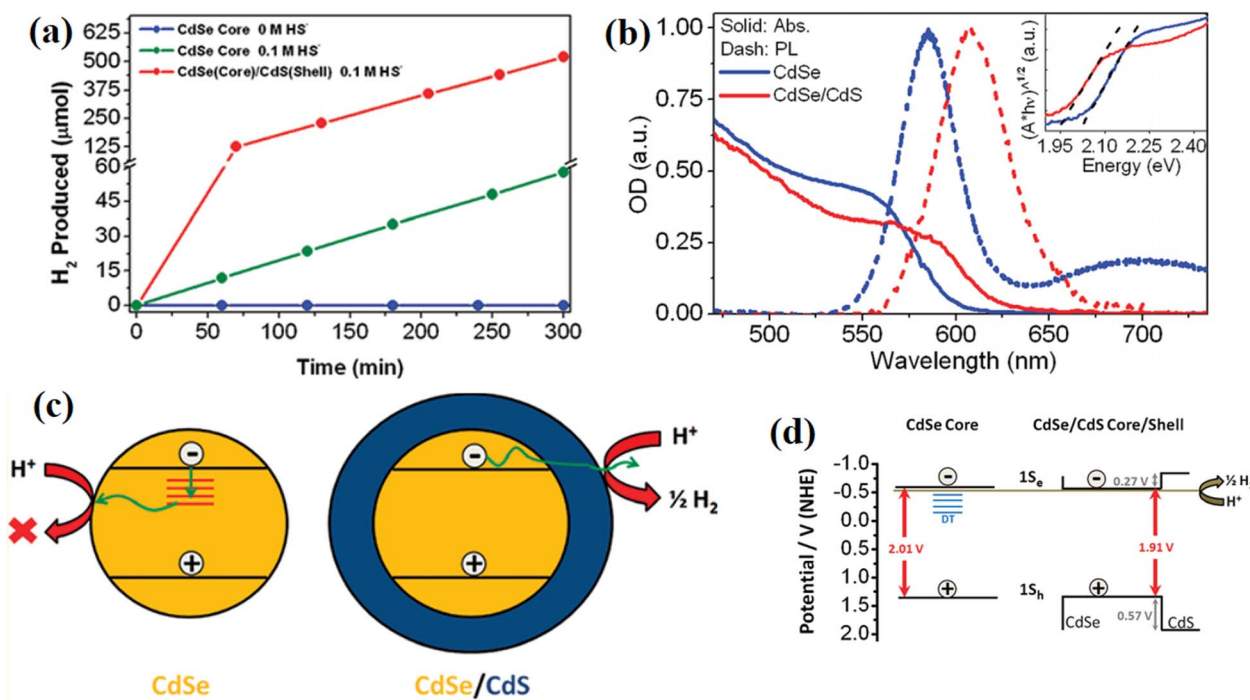 (a)
625
500
375
250
125
60
45
30
15
0
H₂ Produced (μmol)
CdSe Core 0 M HS⁻
CdSe Core 0.1 M HS⁻
CdSe(Core)/CdS(Shell) 0.1 M HS⁻
0 50 100 150 200 250 300
Time (min)
(b)
1.00
0.75
0.50
0.25
0.00
OD (a.u.)
Solid: Abs.
Dash: PL
CdSe
CdSe/CdS
(A*hν)^1/2 (a.u.)
1.95 2.10 2.25 2.40
Energy (eV)
500 550 600 650 700
Wavelength (nm)
(c)
H⁺
H⁺
½ H₂
CdSe
CdSe/CdS
(d)
CdSe Core CdSe/CdS Core/Shell
Potential / V (NHE)
-1.0
-0.5
0.0
0.5
1.0
1.5
2.0
DT
2.01 V
1Sₑ
1Sₕ
0.27 V
1.91 V
0.57 V
CdSe
CdS
½ H₂
H⁺